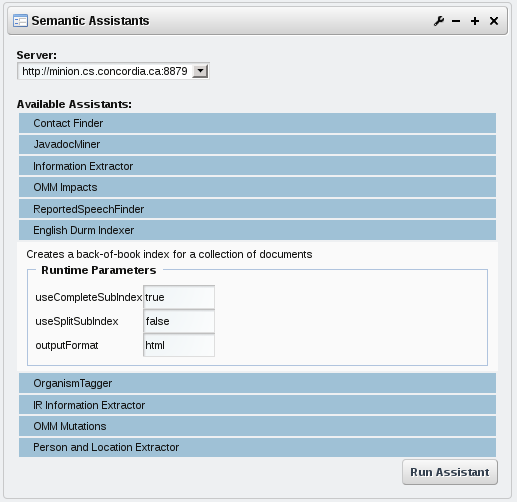 Semantic Assistants
Server:
http://minion.cs.concordia.ca:8879
Available Assistants:
Contact Finder
JavadocMiner
Information Extractor
OMM Impacts
ReportedSpeechFinder
English Durm Indexer
Creates a back-of-book index for a collection of documents
Runtime Parameters
useCompleteSubIndex true
useSplitSubIndex false
outputFormat html
OrganismTagger
IR Information Extractor
OMM Mutations
Person and Location Extractor
Run Assistant